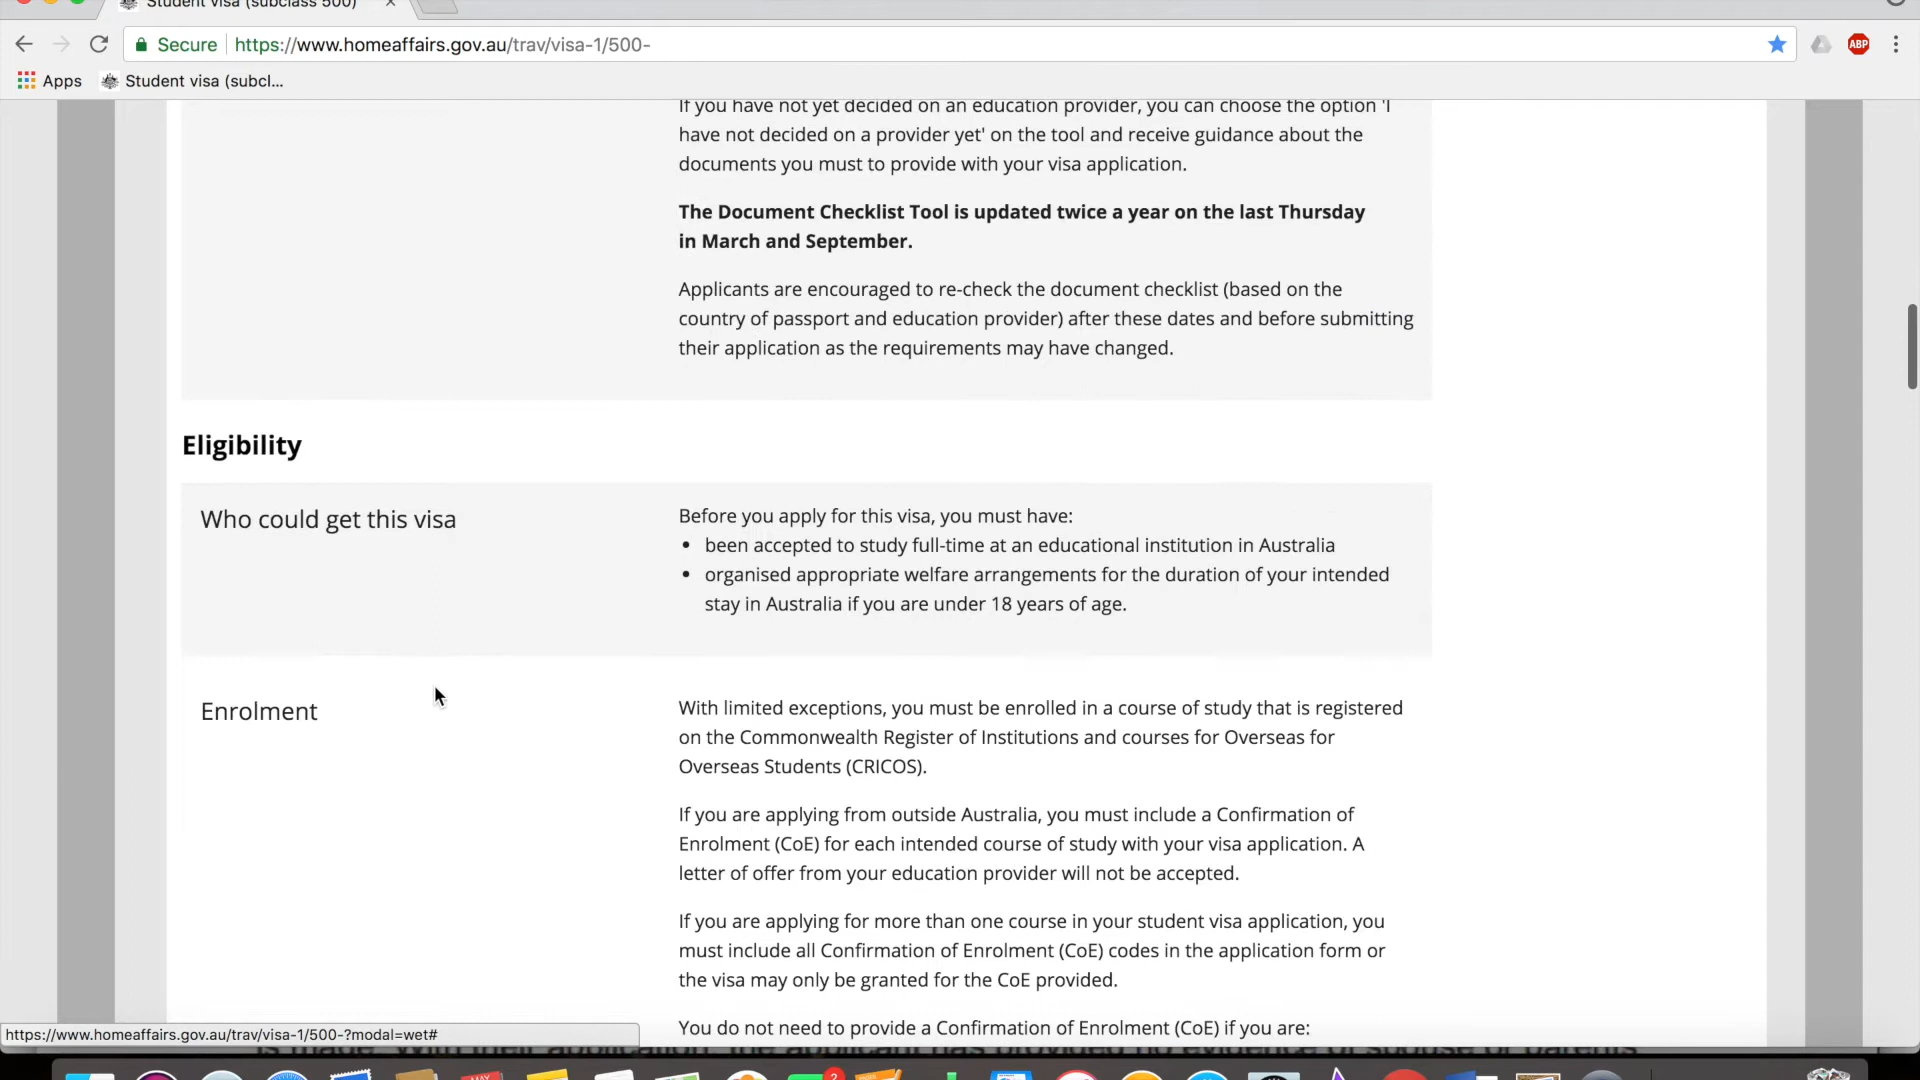 Student visa (subclass 500)
Secure https://www.homeaffairs.gov.au/trav/visa-1/500-
ABP
Apps Student visa (subcl...
If you have not yet decided on an education provider, you can choose the option 'I
have not decided on a provider yet' on the tool and receive guidance about the
documents you must to provide with your visa application.
The Document Checklist Tool is updated twice a year on the last Thursday
in March and September.
Applicants are encouraged to re-check the document checklist (based on the
country of passport and education provider) after these dates and before submitting
their application as the requirements may have changed.
Eligibility
Who could get this visa
Before you apply for this visa, you must have:
• been accepted to study full-time at an educational institution in Australia
• organised appropriate welfare arrangements for the duration of your intended
stay in Australia if you are under 18 years of age.
Enrolment
With limited exceptions, you must be enrolled in a course of study that is registered
on the Commonwealth Register of Institutions and courses for Overseas for
Overseas Students (CRICOS).
If you are applying from outside Australia, you must include a Confirmation of
Enrolment (CoE) for each intended course of study with your visa application. A
letter of offer from your education provider will not be accepted.
If you are applying for more than one course in your student visa application, you
must include all Confirmation of Enrolment (CoE) codes in the application form or
the visa may only be granted for the CoE provided.
You do not need to provide a Confirmation of Enrolment (CoE) if you are:
https://www.homeaffairs.gov.au/trav/visa-1/500-?modal=wet#
MAY
2